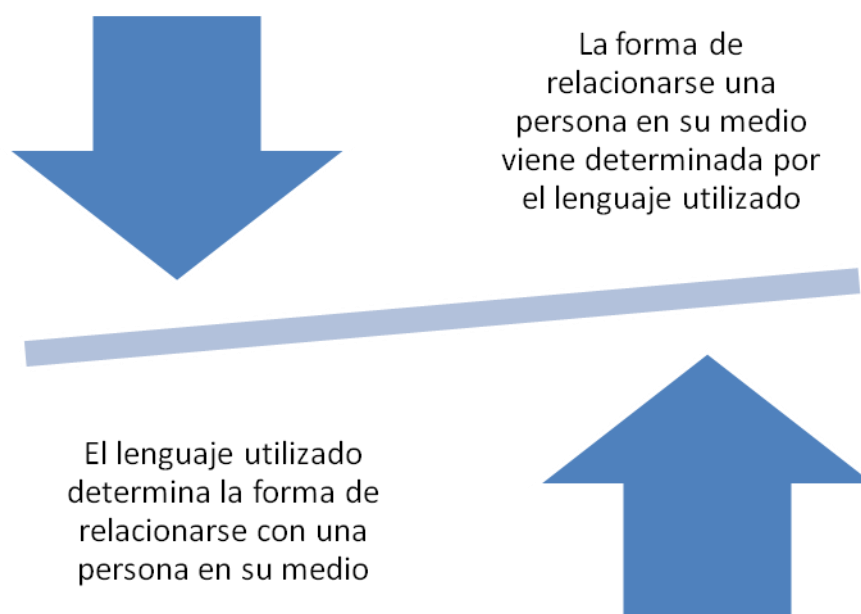 La forma de
relacionarse una
persona en su medio
viene determinada por
el lenguaje utilizado
El lenguaje utilizado
determina la forma de
relacionarse con una
persona en su medio